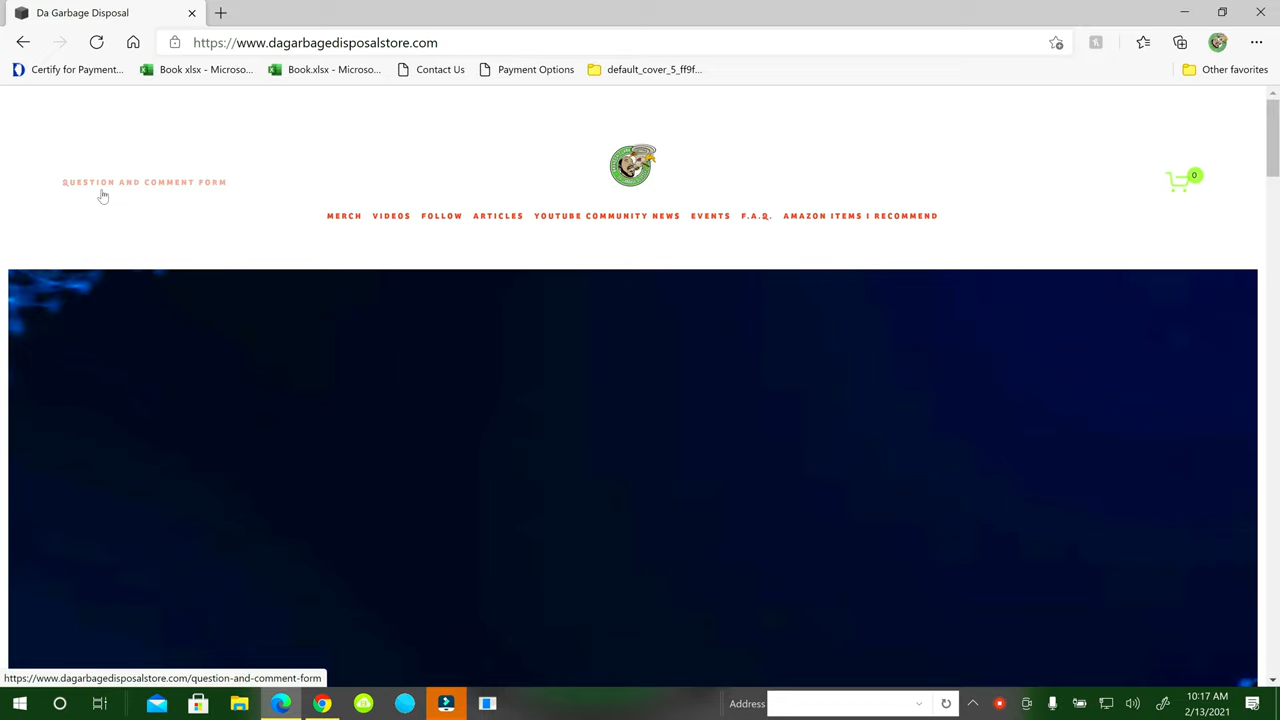 Da Garbage Disposal
https://www.dagarbagedisposalstore.com
Certify for Payment... Book xlsx - Microso... Book.xlsx - Microso... Contact Us Payment Options default_cover_5_ff9f... Other favorites
QUESTION AND COMMENT FORM
0
MERCH VIDEOS FOLLOW ARTICLES YOUTUBE COMMUNITY NEWS EVENTS F.A.Q. AMAZON ITEMS I RECOMMEND
https://www.dagarbagedisposalstore.com/question-and-comment-form
Address
10:17 AM
2/13/2021